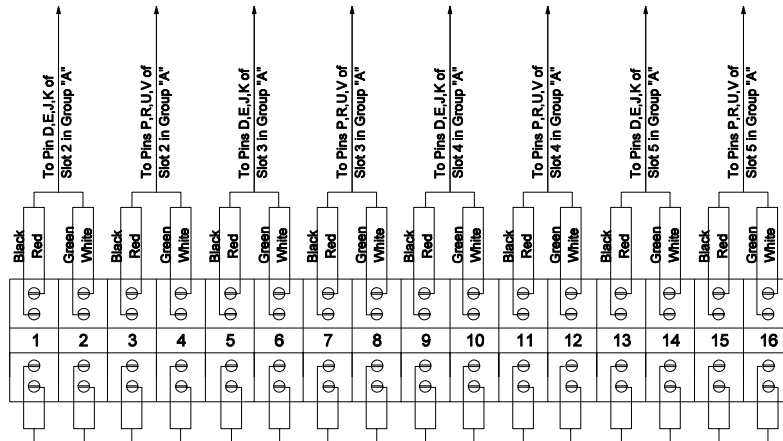 To Pin D,E,J,K of
Slot 2 in Group "A"
To Pins P,R,U,V of
Slot 2 in Group "A"
To Pins D,E,J,K of
Slot 3 in Group "A"
To Pins P,R,U,V of
Slot 3 in Group "A"
To Pins D,E,J,K of
Slot 4 in Group "A"
To Pins P,R,U,V of
Slot 4 in Group "A"
To Pins D,E,J,K of
Slot 5 in Group "A"
To Pins P,R,U,V of
Slot 5 in Group "A"
Black
Red
Green
White
Black
Red
Green
White
Black
Red
Green
White
Black
Red
Green
White
Black
Red
Green
White
Black
Red
Green
White
Black
Red
Green
White
Black
Red
Green
White
1 2 3 4 5 6 7 8 9 10 11 12 13 14 15 16